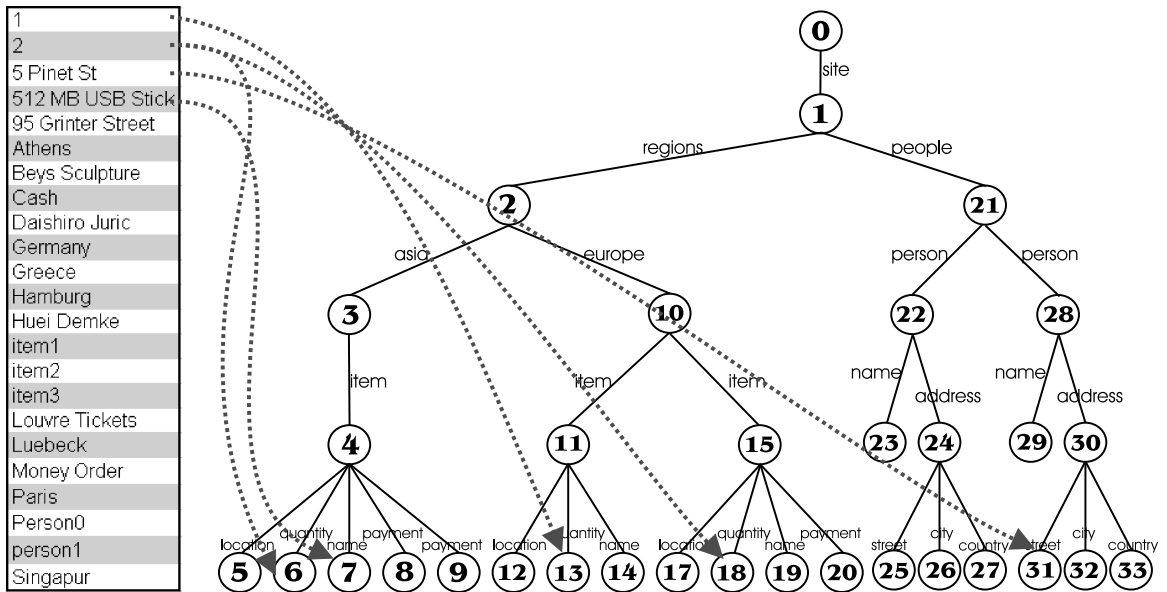 1
2
5 Pinet St
512 MB USB Stick
95 Grinter Street
Athens
Beys Sculpture
Cash
Daishiro Juric
Germany
Greece
Hamburg
Huei Demke
item1
item2
item3
Louvre Tickets
Luebeck
Money Order
Paris
Person0
person1
Singapur
0
site
1
regions people
2 21
asia europe person person
3 10 22 28
item item item name address name address
4 11 15 23 24 29 30
location quantity name payment payment location uantity name location quantity name payment street city country street city country
5 6 7 8 9 12 13 14 17 18 19 20 25 26 27 31 32 33